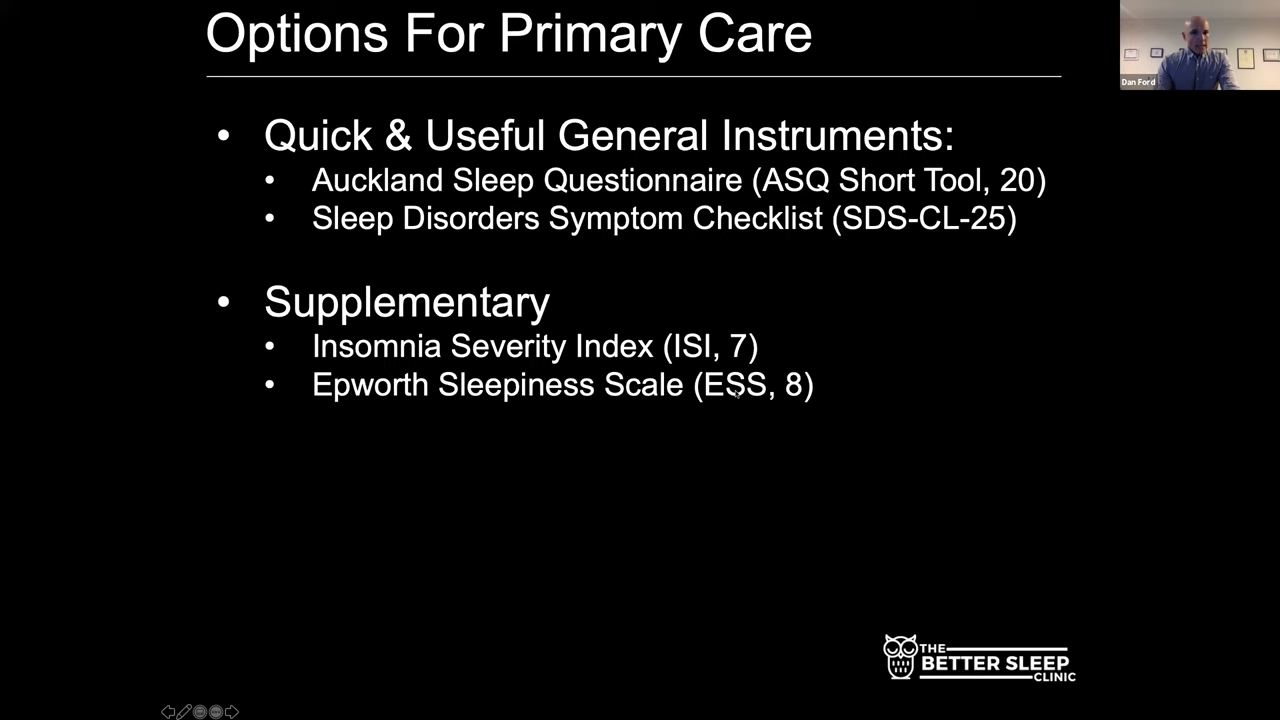 Options For Primary Care
Dan Ford
• Quick & Useful General Instruments:
• Auckland Sleep Questionnaire (ASQ Short Tool, 20)
• Sleep Disorders Symptom Checklist (SDS-CL-25)
• Supplementary
• Insomnia Severity Index (ISI, 7)
• Epworth Sleepiness Scale (ESS, 8)
THE
BETTER SLEEP
CLINIC